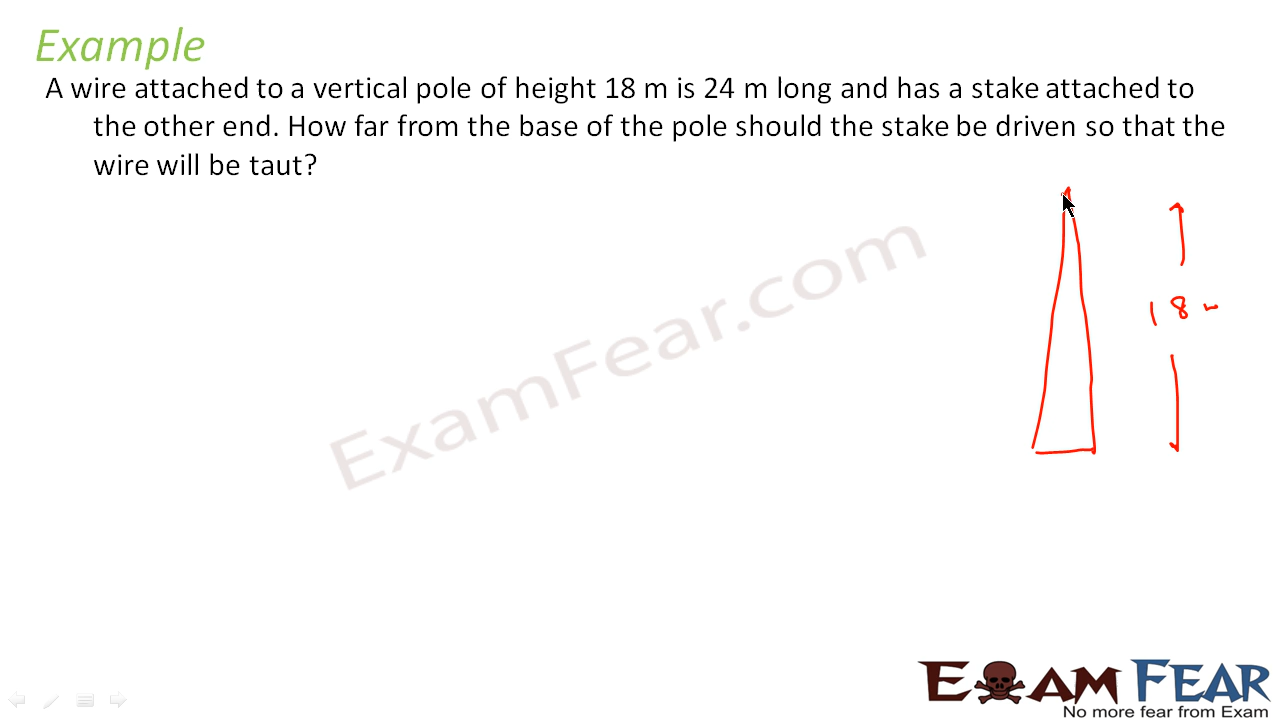 Example
A wire attached to a vertical pole of height 18 m is 24 m long and has a stake attached to
the other end. How far from the base of the pole should the stake be driven so that the
wire will be taut?
18 m
ExamFear.com
EXAM FEAR
No more fear from Exam